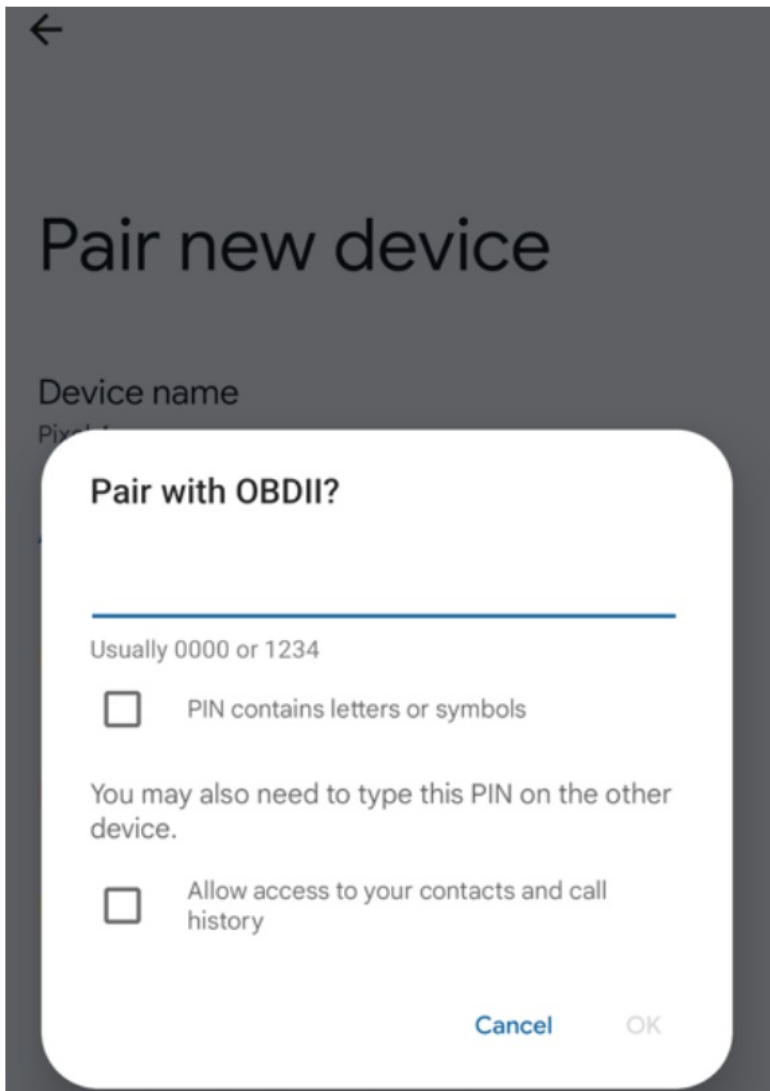 Pair new device
Device name
Pair with OBDII?
Usually 0000 or 1234
PIN contains letters or symbols
You may also need to type this PIN on the other
device.
Allow access to your contacts and call
history
Cancel
OK